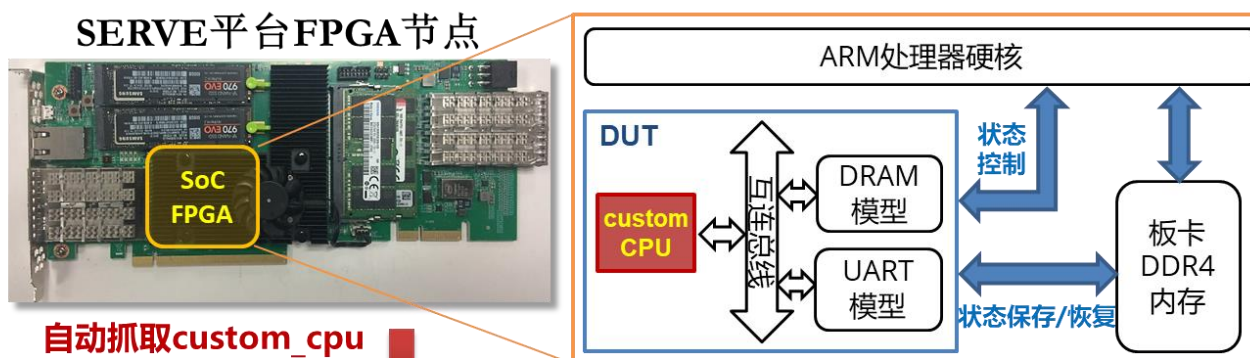 SERVE平台FPGA节点
970 EVO
970 EVO
SoC
FPGA
自动抓取custom_cpu
ARM处理器硬核
DUT
custom
CPU
互连总线
DRAM
模型
UART
模型
状态
控制
状态保存/恢复
板卡
DDR4
内存